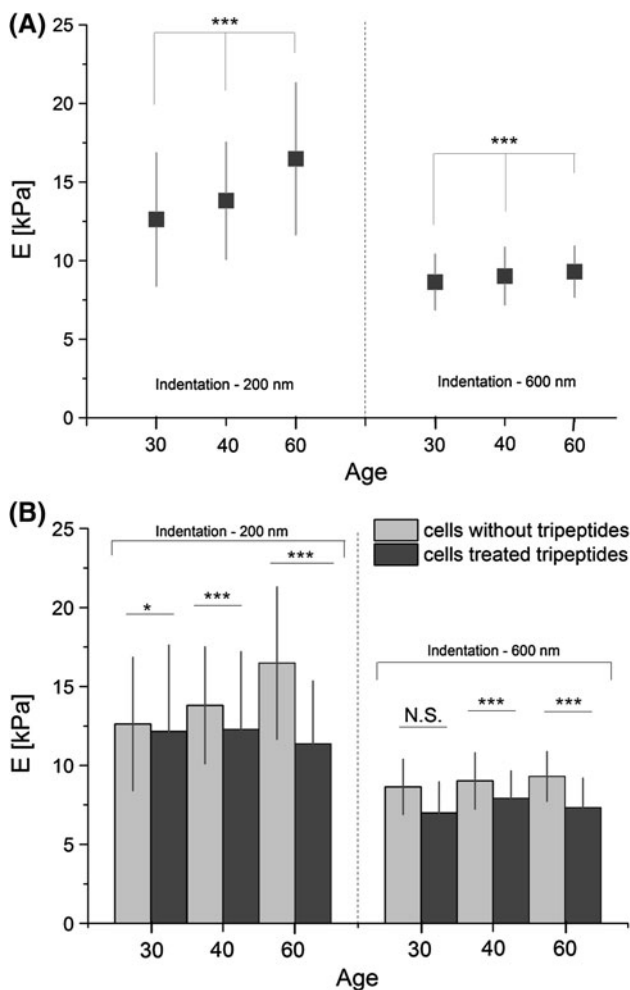 (A)
25
20
15
10
5
0
E [kPa]
***
***
Indentation - 200 nm
Indentation - 600 nm
30 40 60 30 40 60
Age
(B)
25
20
15
10
5
0
E [kPa]
Indentation - 200 nm
cells without tripeptides
cells treated tripeptides
* *** ***
Indentation - 600 nm
N.S. *** ***
30 40 60 30 40 60
Age